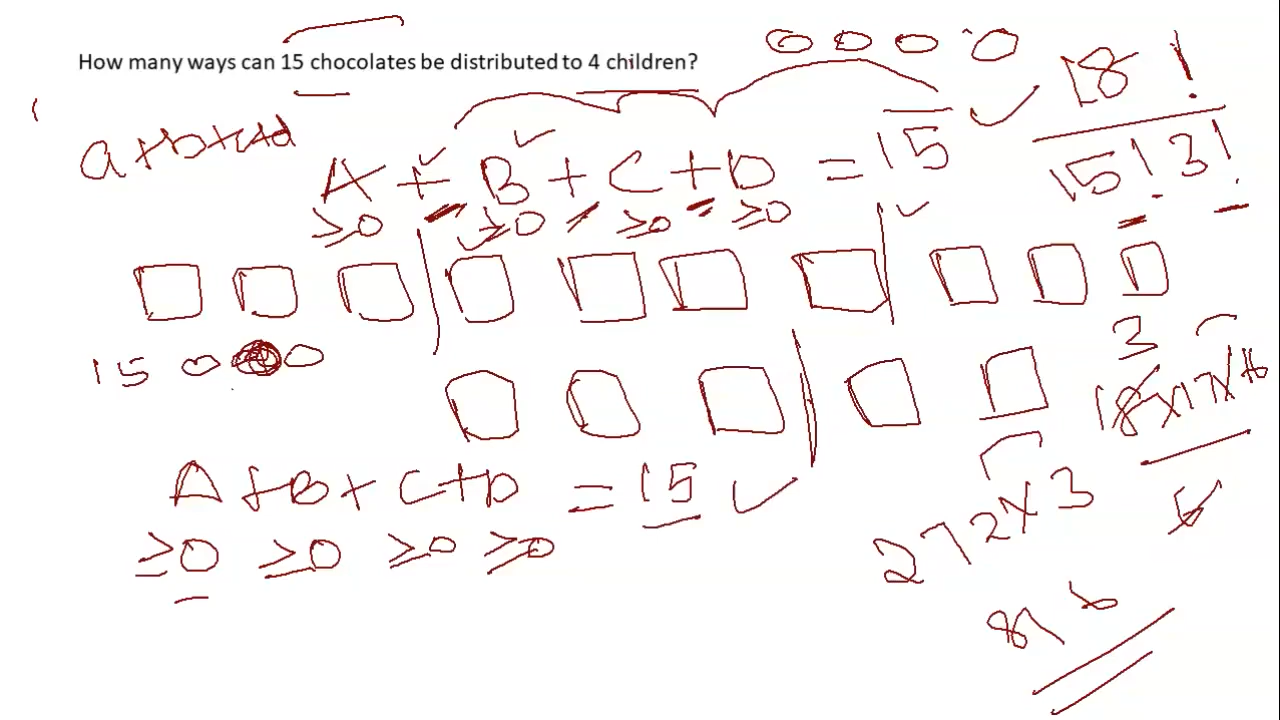 How many ways can 15 chocolates be distributed to 4 children?
a+b+c+d
A + B + C + D = 15
≥0 ≥0 ≥0 ≥0
18!
15! 3!
15
3
18×17×16
6
A + B + C + D = 15
≥0 ≥0 ≥0 ≥0
272×3
816